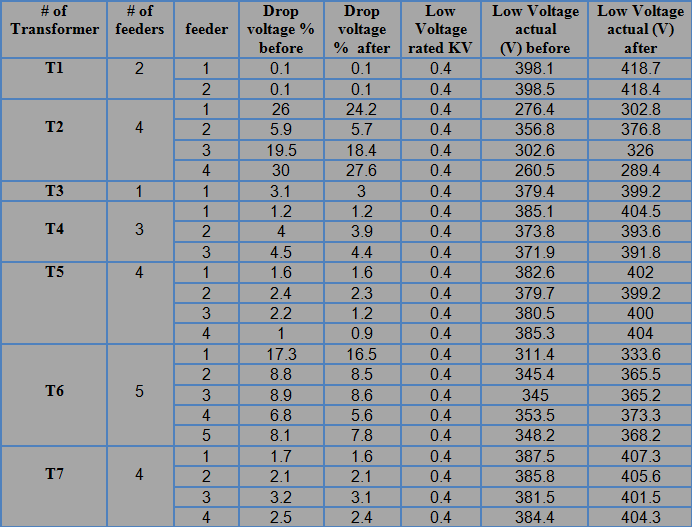 # of Transformer # of feeders feeder Drop voltage % before Drop voltage % after Low Voltage rated KV Low Voltage actual (V) before Low Voltage actual (V) after
T1 2 1 0.1 0.1 0.4 398.1 418.7
2 0.1 0.1 0.4 398.5 418.4
T2 4 1 26 24.2 0.4 276.4 302.8
2 5.9 5.7 0.4 356.8 376.8
3 19.5 18.4 0.4 302.6 326
4 30 27.6 0.4 260.5 289.4
T3 1 1 3.1 3 0.4 379.4 399.2
T4 3 1 1.2 1.2 0.4 385.1 404.5
2 4 3.9 0.4 373.8 393.6
3 4.5 4.4 0.4 371.9 391.8
T5 4 1 1.6 1.6 0.4 382.6 402
2 2.4 2.3 0.4 379.7 399.2
3 2.2 1.2 0.4 380.5 400
4 1 0.9 0.4 385.3 404
T6 5 1 17.3 16.5 0.4 311.4 333.6
2 8.8 8.5 0.4 345.4 365.5
3 8.9 8.6 0.4 345 365.2
4 6.8 5.6 0.4 353.5 373.3
5 8.1 7.8 0.4 348.2 368.2
T7 4 1 1.7 1.6 0.4 387.5 407.3
2 2.1 2.1 0.4 385.8 405.6
3 3.2 3.1 0.4 381.5 401.5
4 2.5 2.4 0.4 384.4 404.3